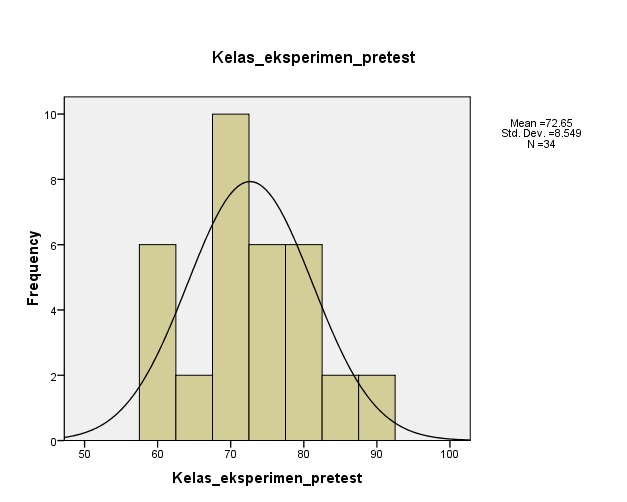 Kelas_eksperimen_pretest
Mean =72.65
Std. Dev. =8.549
N =34
Frequency
10
8
6
4
2
0
50 60 70 80 90 100
Kelas_eksperimen_pretest